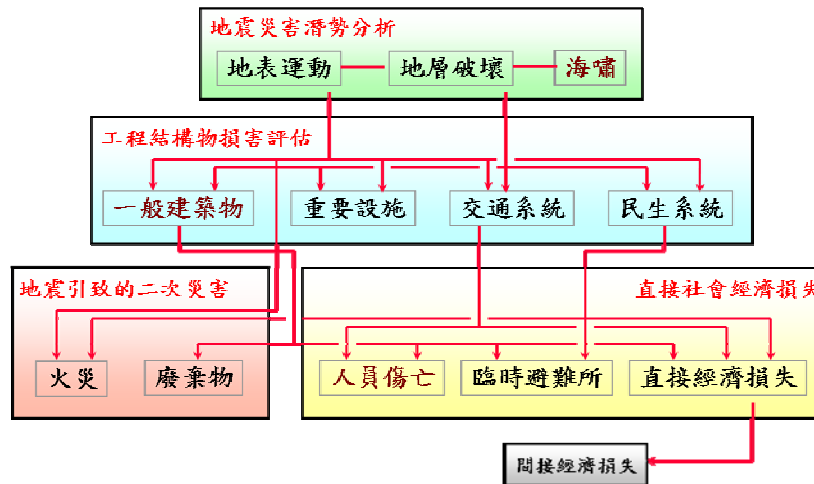 地震災害潛勢分析
地表運動 地層破壞 海嘯
工程結構物損害評估
一般建築物 重要設施 交通系統 民生系統
地震引致的二次災害 直接社會經濟損失
火災 廢棄物 人員傷亡 臨時避難所 直接經濟損失
間接經濟損失